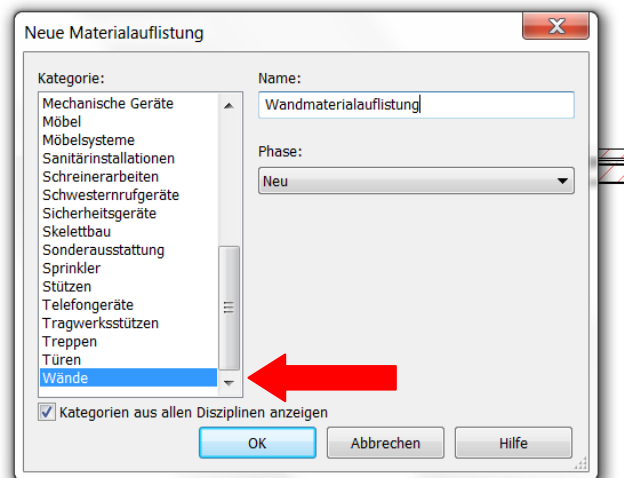 Neue Materialauflistung
Kategorie:
Mechanische Geräte
Möbel
Möbelsysteme
Sanitärinstallationen
Schreinerarbeiten
Schwesternrufgeräte
Sicherheitsgeräte
Skelettbau
Sonderausstattung
Sprinkler
Stützen
Telefongeräte
Tragwerksstützen
Treppen
Türen
Wände
Name:
Wandmaterialauflistung
Phase:
Neu
Kategorien aus allen Disziplinen anzeigen
OK Abbrechen Hilfe